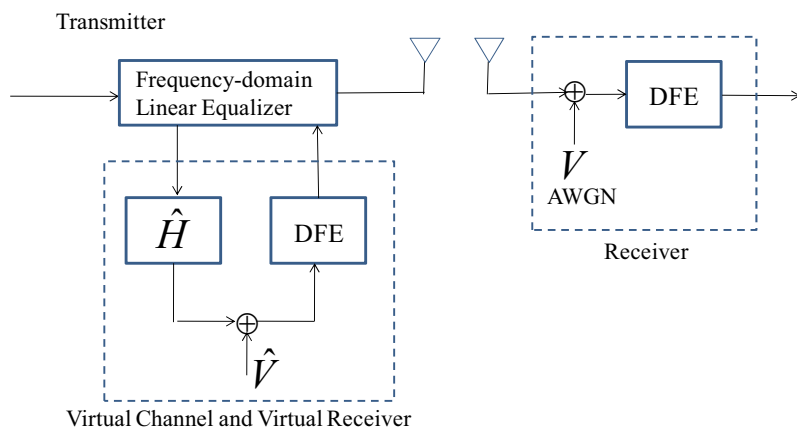 Transmitter
Frequency-domain
Linear Equalizer
DFE
V
AWGN
Receiver
Ĥ
DFE
V̂
Virtual Channel and Virtual Receiver